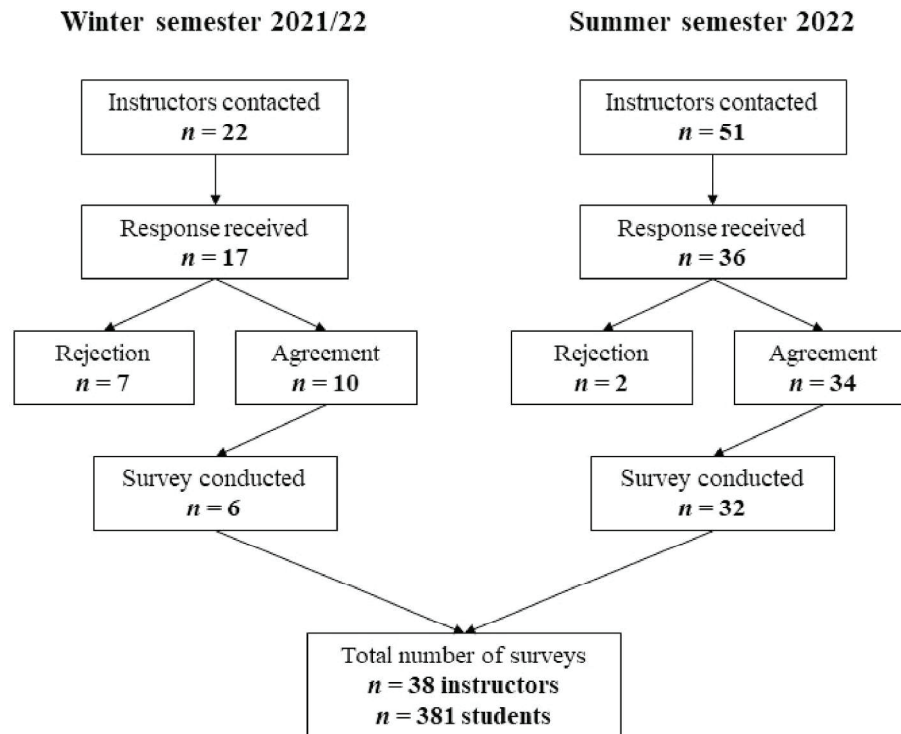 Winter semester 2021/22
Summer semester 2022
Instructors contacted
n = 22
Instructors contacted
n = 51
Response received
n = 17
Response received
n = 36
Rejection
n = 7
Agreement
n = 10
Rejection
n = 2
Agreement
n = 34
Survey conducted
n = 6
Survey conducted
n = 32
Total number of surveys
n = 38 instructors
n = 381 students